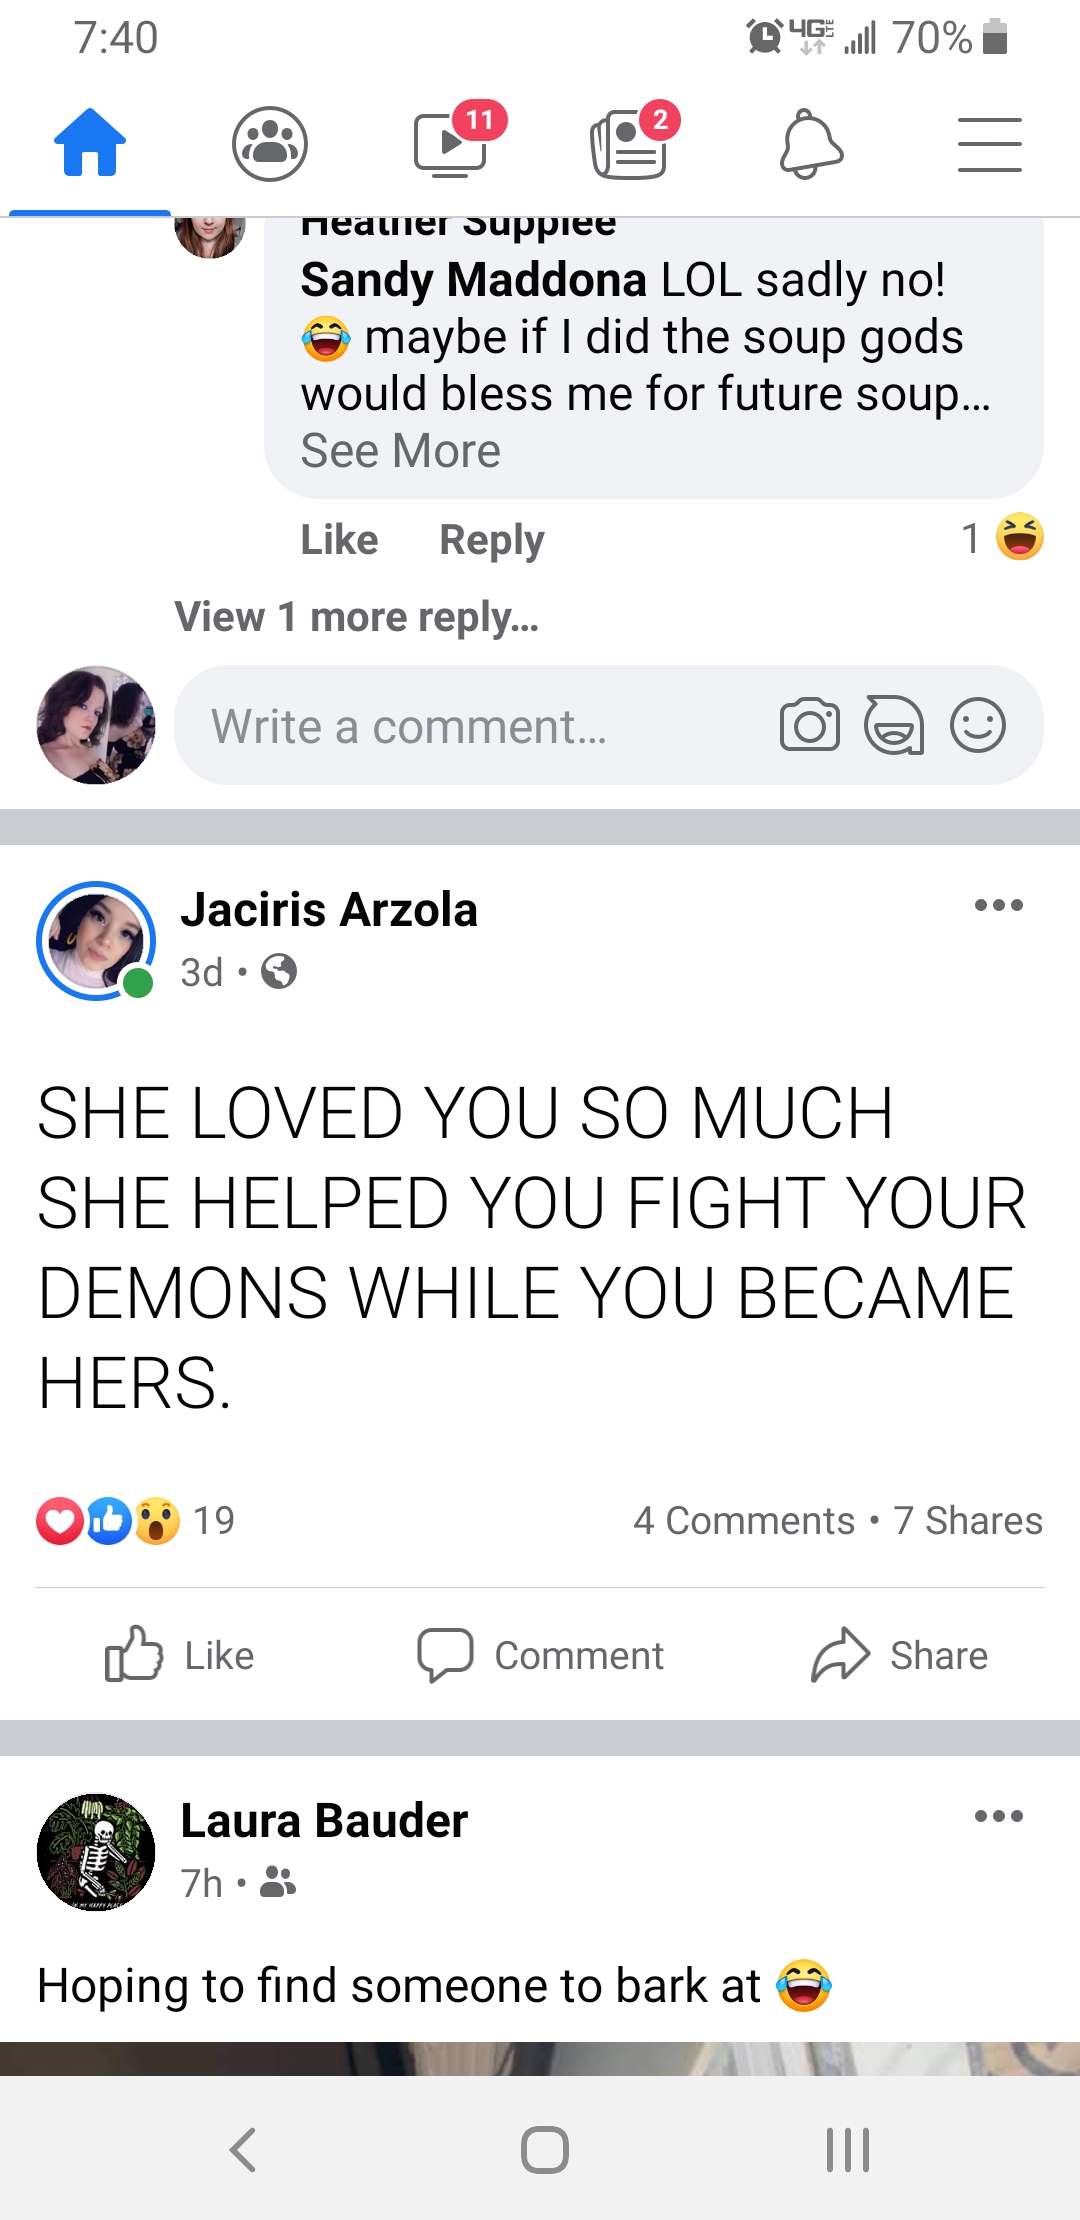 7:40
4G LTE 70%
11
2
Heather Supplee
Sandy Maddona LOL sadly no!
😂 maybe if I did the soup gods
would bless me for future soup...
See More
Like Reply 1 😆
View 1 more reply...
Write a comment...
Jaciris Arzola
3d •
SHE LOVED YOU SO MUCH
SHE HELPED YOU FIGHT YOUR
DEMONS WHILE YOU BECAME
HERS.
19 4 Comments • 7 Shares
Like Comment Share
Laura Bauder
7h •
Hoping to find someone to bark at 😂